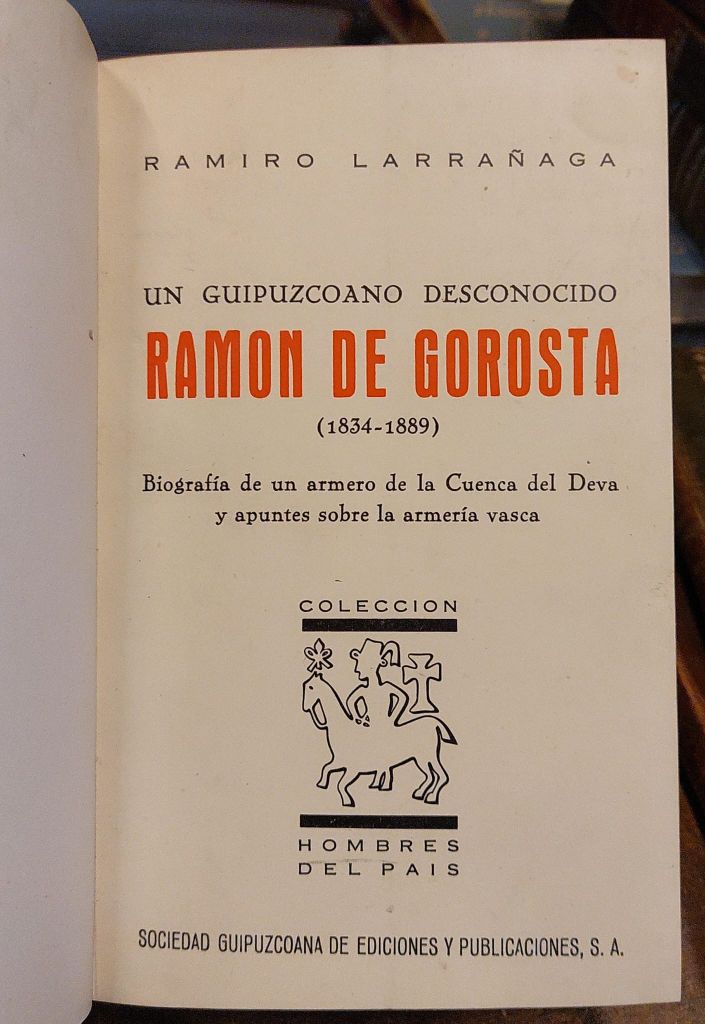 RAMIRO LARRAÑAGA
UN GUIPUZCOANO DESCONOCIDO
RAMON DE GOROSTA
(1834-1889)
Biografía de un armero de la Cuenca del Deva
y apuntes sobre la armería vasca
COLECCION
HOMBRES
DEL PAIS
SOCIEDAD GUIPUZCOANA DE EDICIONES Y PUBLICACIONES, S. A.